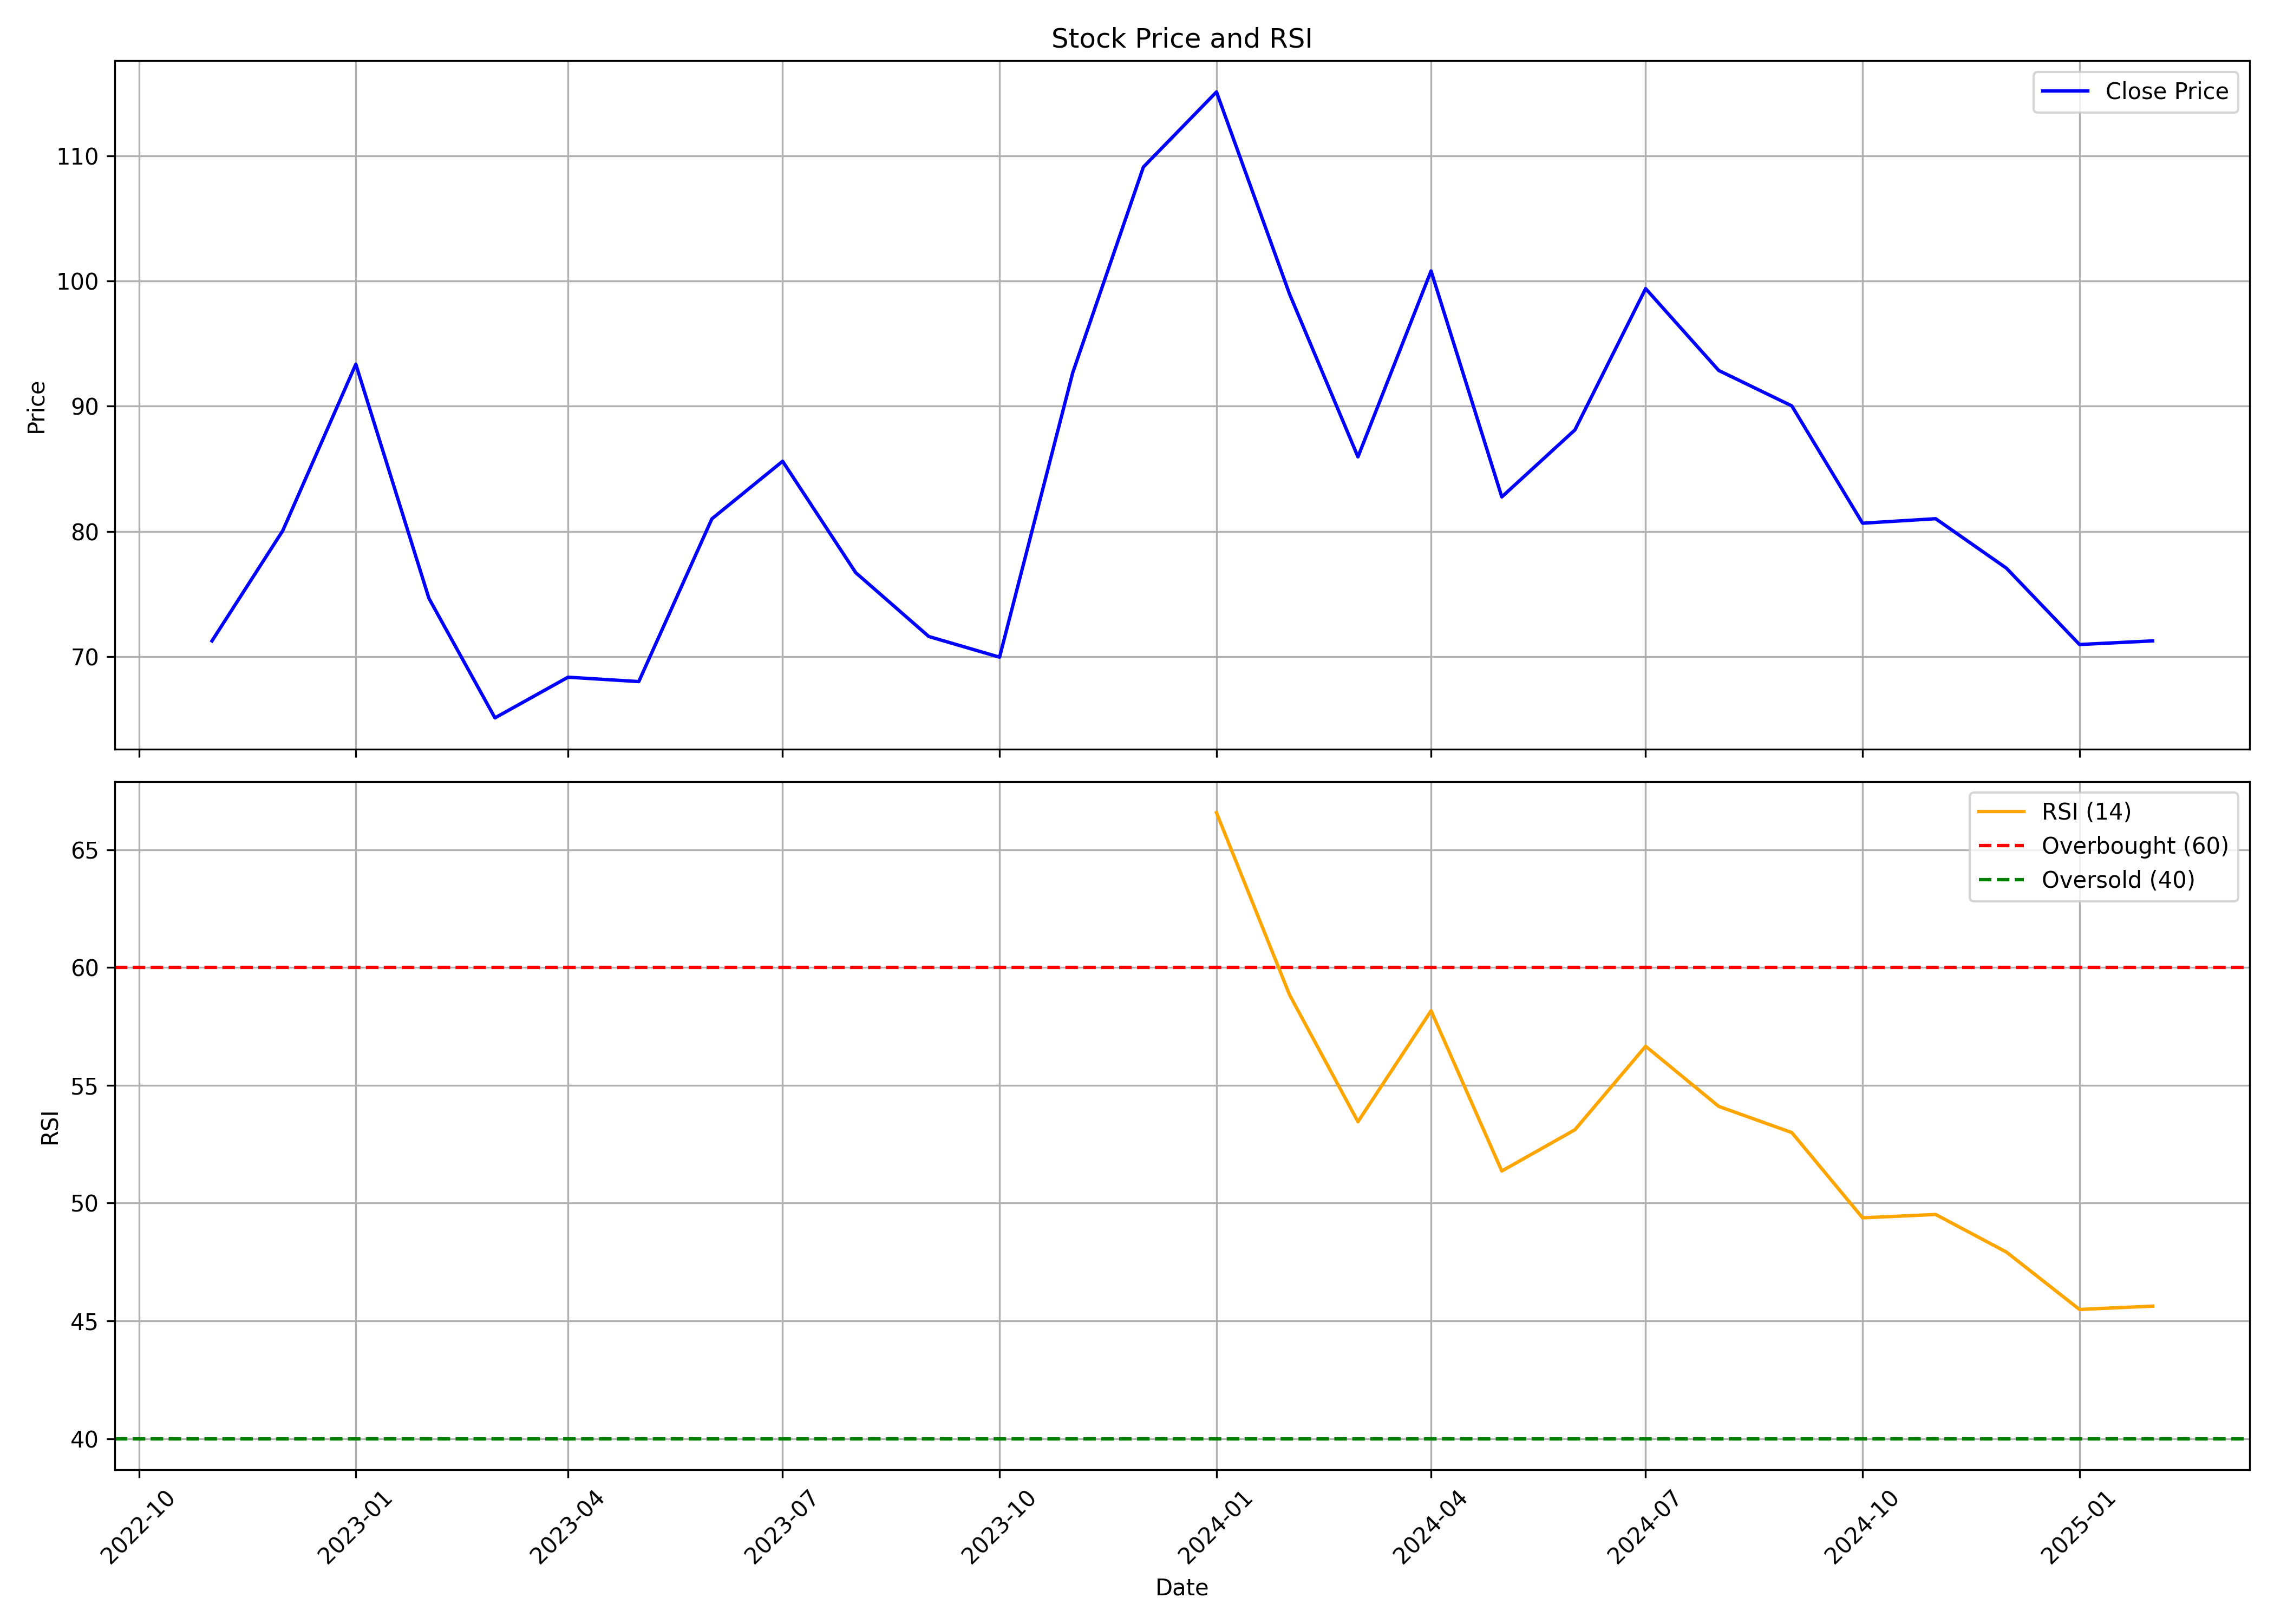 Stock Price and RSI
Close Price
Price
110
100
90
80
70
RSI (14)
Overbought (60)
Oversold (40)
RSI
65
60
55
50
45
40
2022-10
2023-01
2023-04
2023-07
2023-10
2024-01
2024-04
2024-07
2024-10
2025-01
Date